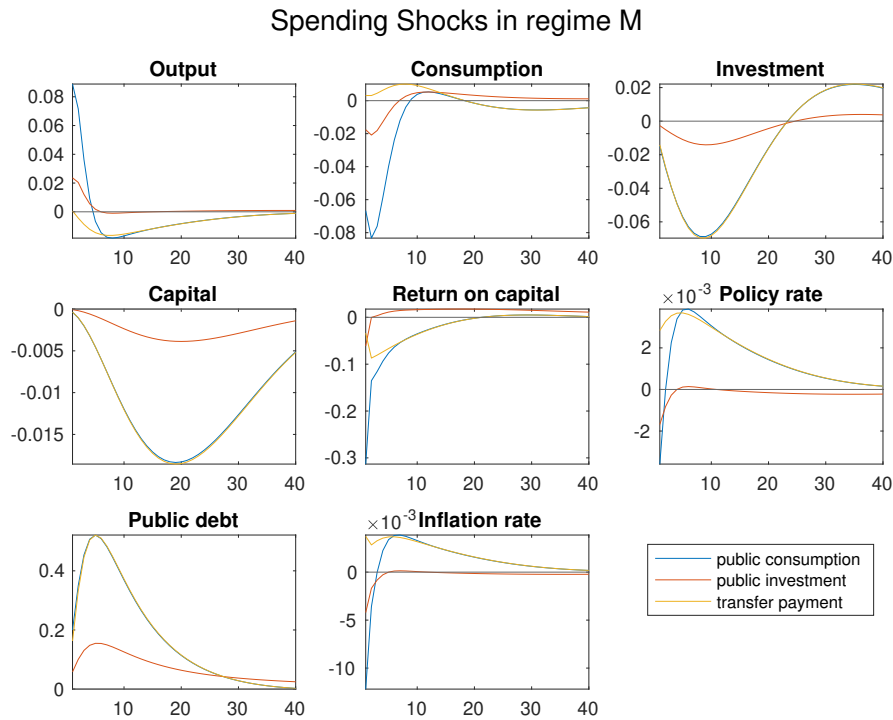 Spending Shocks in regime M
Output
0.08
0.06
0.04
0.02
0
10 20 30 40
Consumption
0
-0.02
-0.04
-0.06
-0.08
10 20 30 40
Investment
0.02
0
-0.02
-0.04
-0.06
10 20 30 40
Capital
0
-0.005
-0.01
-0.015
10 20 30 40
Return on capital
0
-0.1
-0.2
-0.3
10 20 30 40
×10-3 Policy rate
2
0
-2
10 20 30 40
Public debt
0.4
0.2
0
10 20 30 40
×10-3 Inflation rate
0
-5
-10
10 20 30 40
public consumption
public investment
transfer payment